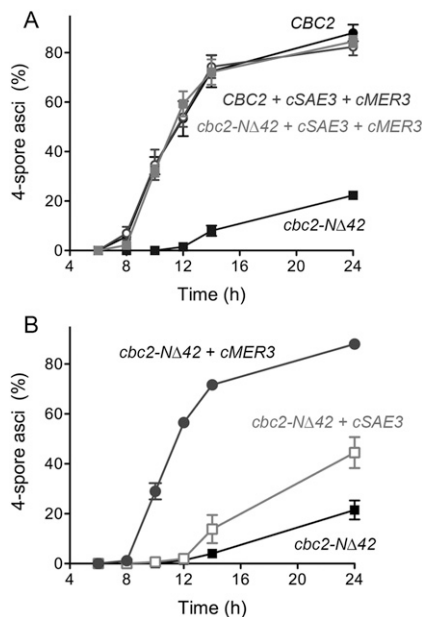 A
CBC2
80
60
CBC2 + cSAE3 + cMER3
cbc2-NΔ42 + cSAE3 + cMER3
40
20
cbc2-NΔ42
0
4 8 12 16 20 24
Time (h)
4-spore asci (%)
B
80
cbc2-NΔ42 + cMER3
60
cbc2-NΔ42 + cSAE3
40
20
cbc2-NΔ42
0
4 8 12 16 20 24
Time (h)
4-spore asci (%)